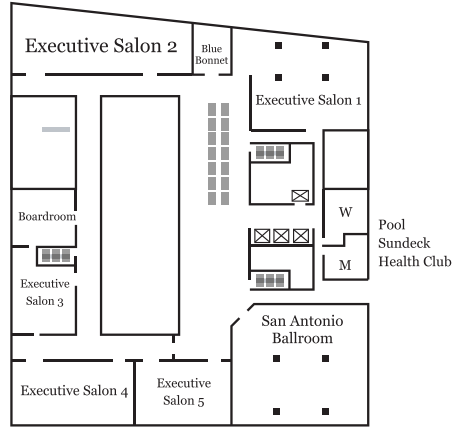 Executive Salon 2
Blue
Bonnet
Executive Salon 1
Boardroom
W
Pool
Sundeck
Health Club
M
Executive
Salon 3
San Antonio
Ballroom
Executive Salon 4
Executive
Salon 5